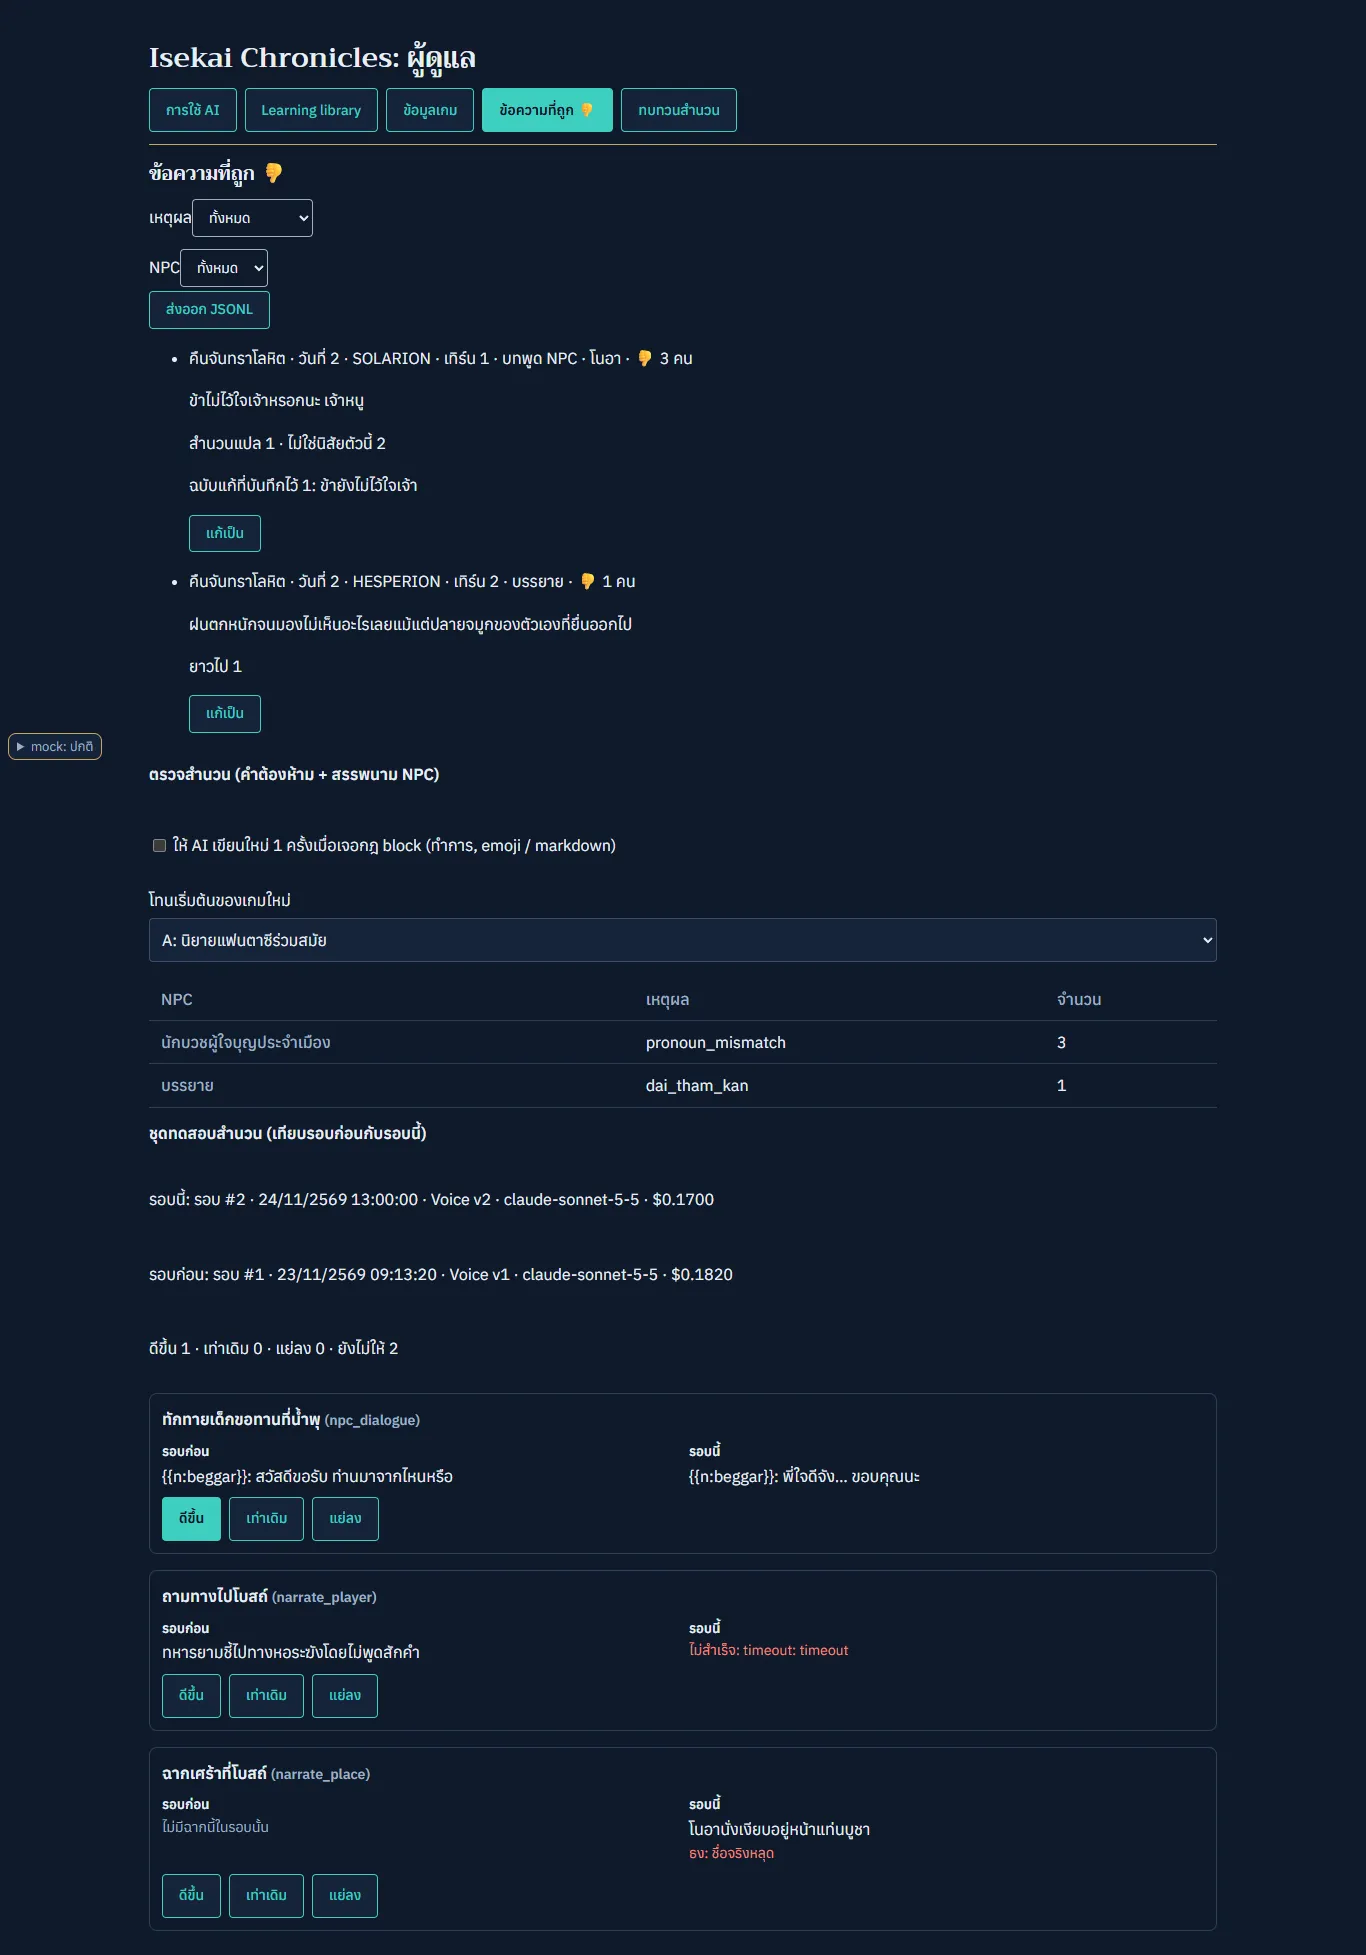 Isekai Chronicles: ผู้ดูแล
การใช้ AI
Learning library
ข้อมูลเกม
ข้อความที่ถูก 👎
ทบทวนสำนวน
ข้อความที่ถูก 👎
เหตุผล ทั้งหมด
NPC ทั้งหมด
ส่งออก JSONL
• คืนจันทราโลหิต · วันที่ 2 · SOLARION · เทิร์น 1 · บทพูด NPC · โนอา · 👎 3 คน
ข้าไม่ไว้ใจเจ้าหรอกนะ เจ้าหนู
สำนวนแปล 1 · ไม่ใช่นิสัยตัวนี้ 2
ฉบับแก้ที่บันทึกไว้ 1: ข้ายังไม่ไว้ใจเจ้า
แก้เป็น
• คืนจันทราโลหิต · วันที่ 2 · HESPERION · เทิร์น 2 · บรรยาย · 👎 1 คน
ฝนตกหนักจนมองไม่เห็นอะไรเลยแม้แต่ปลายจมูกของตัวเองที่ยื่นออกไป
ยาวไป 1
แก้เป็น
▶ mock: ปกติ
ตรวจสำนวน (คำต้องห้าม + สรรพนาม NPC)
ให้ AI เขียนใหม่ 1 ครั้งเมื่อเจอกฎ block (ทำการ, emoji / markdown)
โทนเริ่มต้นของเกมใหม่
A: นิยายแฟนตาซีร่วมสมัย
NPC เหตุผล จำนวน
นักบวชผู้ใจบุญประจำเมือง pronoun_mismatch 3
บรรยาย dai_tham_kan 1
ชุดทดสอบสำนวน (เทียบรอบก่อนกับรอบนี้)
รอบนี้: รอบ #2 · 24/11/2569 13:00:00 · Voice v2 · claude-sonnet-5-5 · $0.1700
รอบก่อน: รอบ #1 · 23/11/2569 09:13:20 · Voice v1 · claude-sonnet-5-5 · $0.1820
ดีขึ้น 1 · เท่าเดิม 0 · แย่ลง 0 · ยังไม่ให้ 2
ทักทายเด็กขอทานที่น้ำพุ (npc_dialogue)
รอบก่อน
{{n:beggar}}: สวัสดีขอรับ ท่านมาจากไหนหรือ
รอบนี้
{{n:beggar}}: พี่ใจดีจัง… ขอบคุณนะ
ดีขึ้น เท่าเดิม แย่ลง
ถามทางไปโบสถ์ (narrate_player)
รอบก่อน
ทหารยามชี้ไปทางหอระฆังโดยไม่พูดสักคำ
รอบนี้
ไม่สำเร็จ: timeout: timeout
ดีขึ้น เท่าเดิม แย่ลง
ฉากเศร้าที่โบสถ์ (narrate_place)
รอบก่อน
ไม่มีฉากนี้ในรอบนั้น
รอบนี้
โนอานั่งเงียบอยู่หน้าแท่นบูชา
ธง: ชื่อจริงหลุด
ดีขึ้น เท่าเดิม แย่ลง